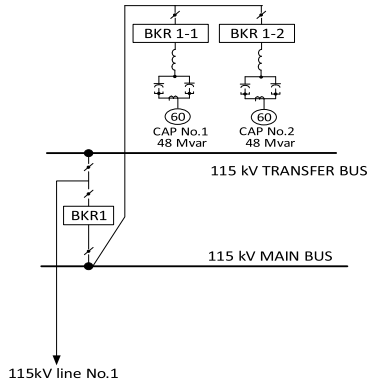 BKR 1-1
BKR 1-2
60
60
CAP No.1
48 Mvar
CAP No.2
48 Mvar
115 kV TRANSFER BUS
BKR1
115 kV MAIN BUS
115kV line No.1